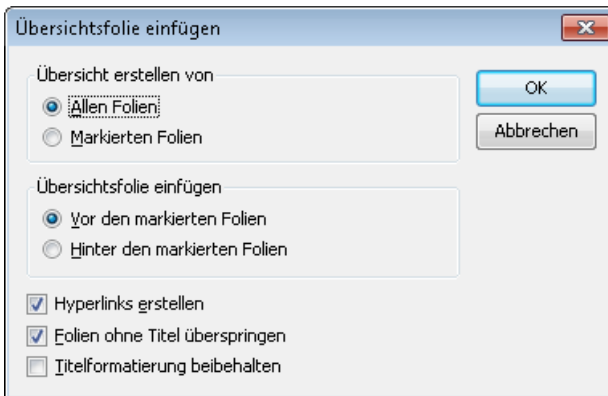 Übersichtsfolie einfügen
Übersicht erstellen von
Allen Folien
Markierten Folien
OK
Abbrechen
Übersichtsfolie einfügen
Vor den markierten Folien
Hinter den markierten Folien
Hyperlinks erstellen
Folien ohne Titel überspringen
Titelformatierung beibehalten